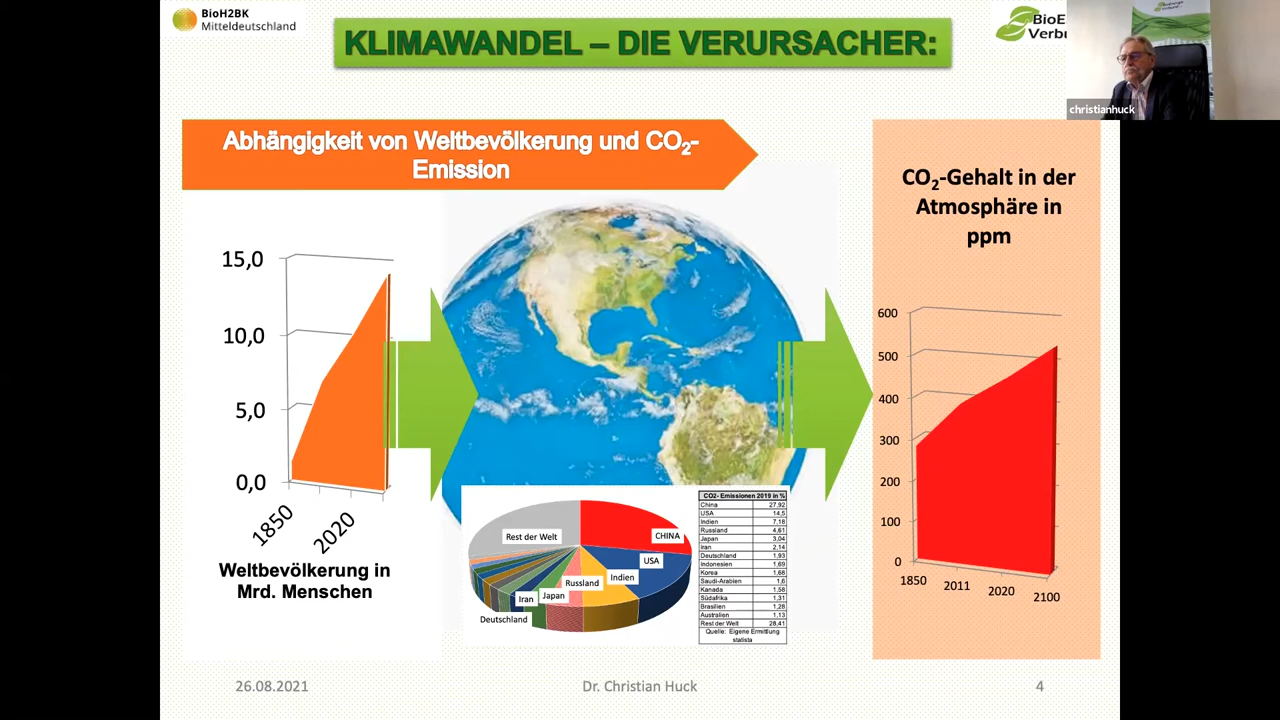 BioH2BK
Mitteldeutschland
KLIMAWANDEL – DIE VERURSACHER:
BioE
Verbu
christianhuck
Abhängigkeit von Weltbevölkerung und CO₂-
Emission
CO₂-Gehalt in der
Atmosphäre in
ppm
15,0
10,0
5,0
0,0
1850
2020
Weltbevölkerung in
Mrd. Menschen
Rest der Welt
CHINA
USA
Indien
Russland
Japan
Iran
Deutschland
CO2- Emissionen 2019 in %
China 27,92
USA 14,5
Indien 7,18
Russland 4,61
Japan 3,04
Iran 2,14
Deutschland 1,93
Indonesien 1,69
Korea 1,68
Saudi-Arabien 1,6
Kanada 1,58
Südafrika 1,31
Brasilien 1,28
Australien 1,13
Rest der Welt 28,41
Quelle: Eigene Ermittlung
statista
600
500
400
300
200
100
0
1850
2011
2020
2100
26.08.2021
Dr. Christian Huck
4